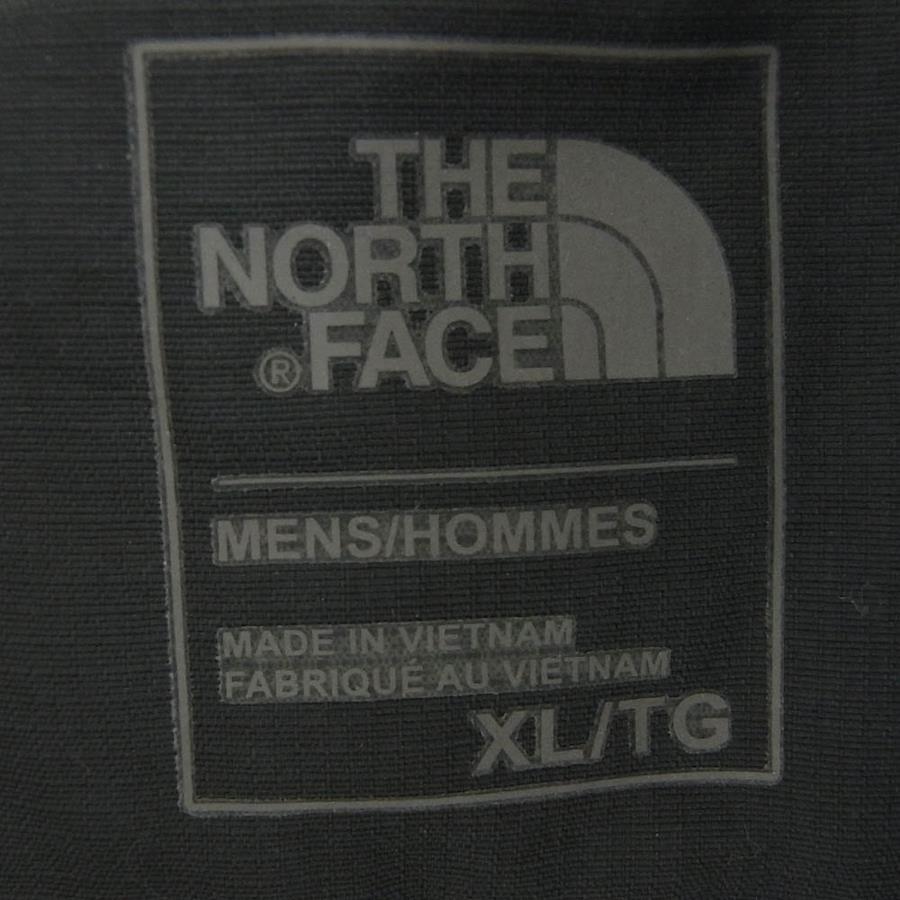 THE
NORTH
®FACE
MENS/HOMMES
MADE IN VIETNAM
FABRIQUÉ AU VIETNAM
XL/TG